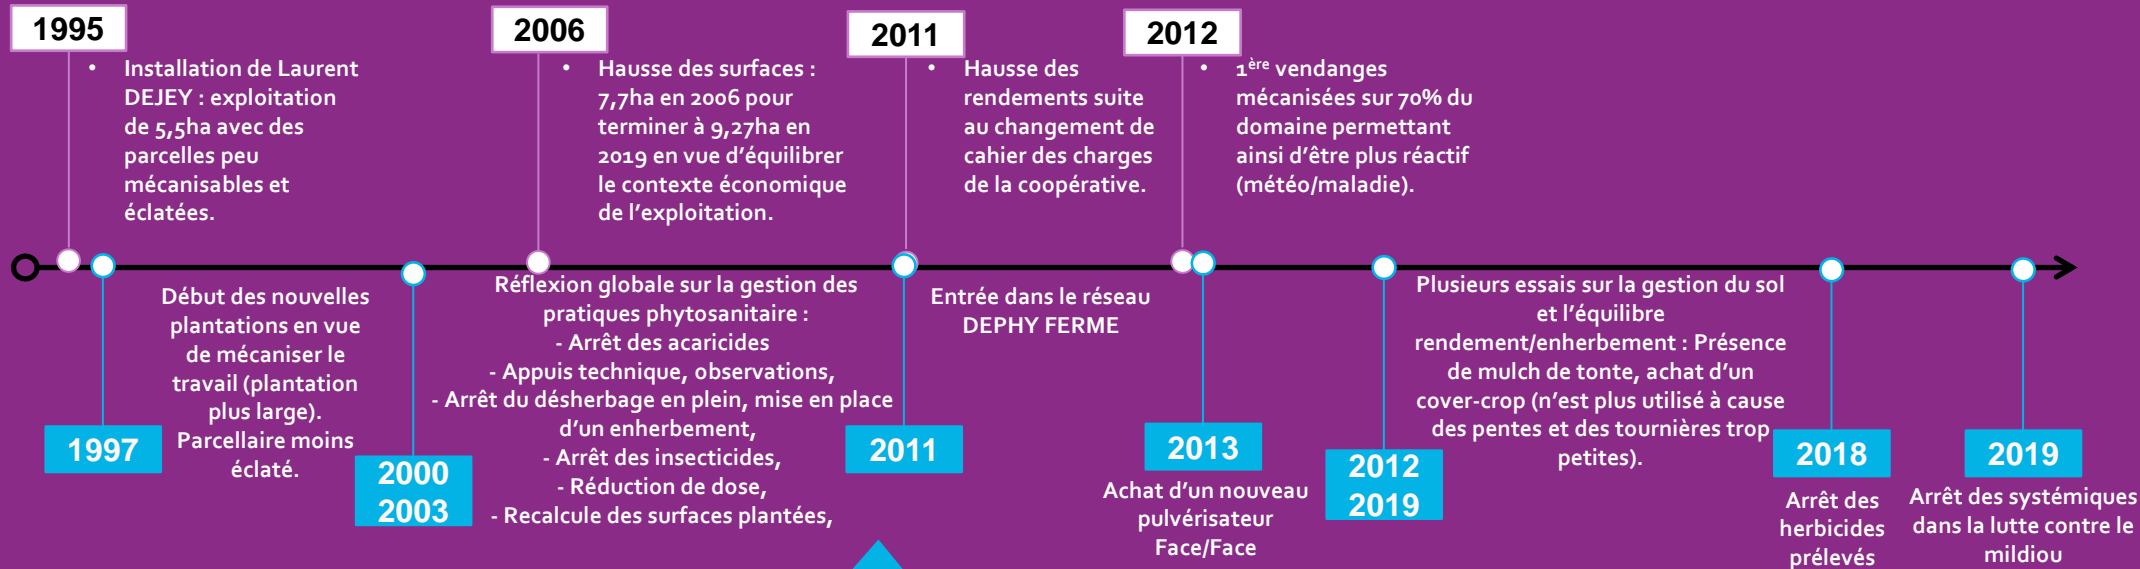 1995
• Installation de Laurent
DEJEY : exploitation
de 5,5ha avec des
parcelles peu
mécanisables et
éclatées.
2006
• Hausse des surfaces :
7,7ha en 2006 pour
terminer à 9,27ha en
2019 en vue d’équilibrer
le contexte économique
de l’exploitation.
2011
• Hausse des
rendements suite
au changement de
cahier des charges
de la coopérative.
2012
• 1ère vendanges
mécanisées sur 70% du
domaine permettant
ainsi d’être plus réactif
(météo/maladie).
1997
Début des nouvelles
plantations en vue
de mécaniser le
travail (plantation
plus large).
Parcellaire moins
éclaté.
2000
2003
Réflexion globale sur la gestion des
pratiques phytosanitaire :
- Arrêt des acaricides
- Appuis technique, observations,
- Arrêt du désherbage en plein, mise en place
d’un enherbement,
- Arrêt des insecticides,
- Réduction de dose,
- Recalcule des surfaces plantées,
2011
Entrée dans le réseau
DEPHY FERME
2013
Achat d’un nouveau
pulvérisateur
Face/Face
2012
2019
Plusieurs essais sur la gestion du sol
et l’équilibre
rendement/enherbement : Présence
de mulch de tonte, achat d’un
cover-crop (n’est plus utilisé à cause
des pentes et des tournières trop
petites).
2018
Arrêt des
herbicides
prélevés
2019
Arrêt des systémiques
dans la lutte contre le
mildiou